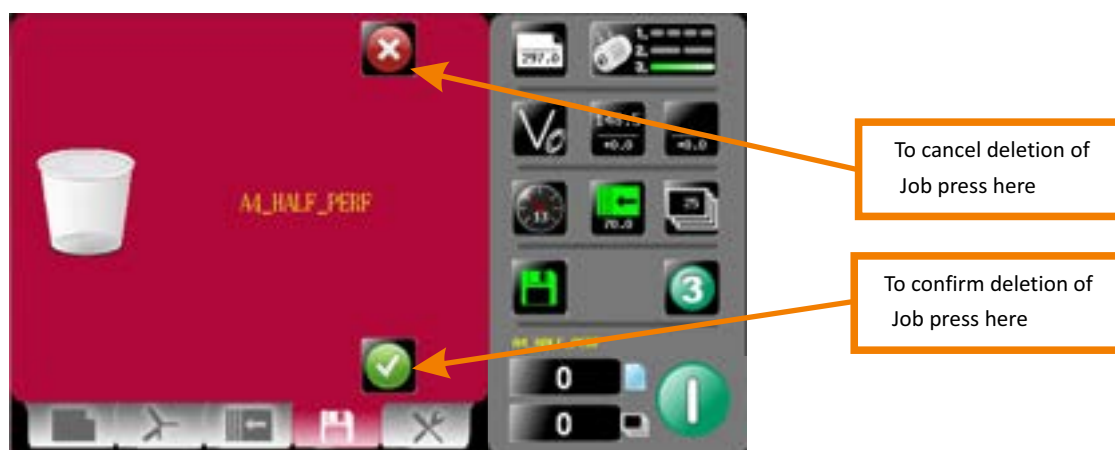 1.
2.
3.
297.0
+0.0
+0.0
To cancel deletion of
Job press here
A4_HALF_PERF
13
70.0
25
3
To confirm deletion of
Job press here
A4_HALF_PERF
0
0